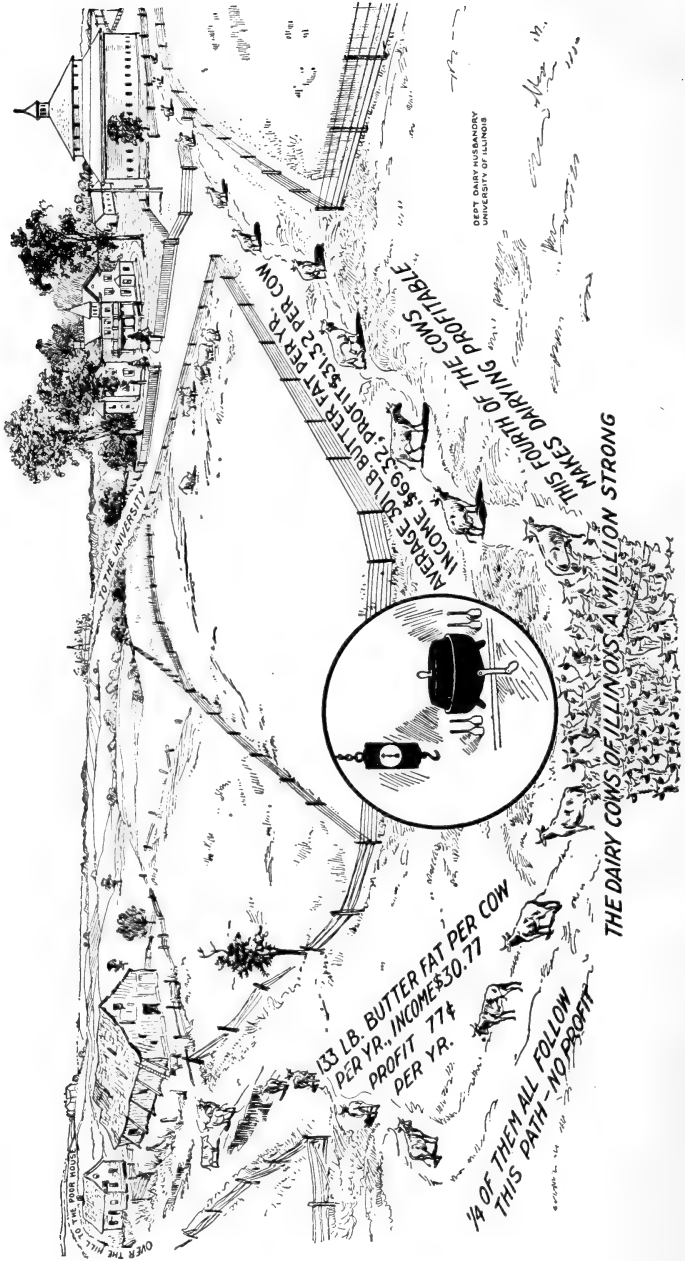 OVER THE HILL TO THE POOR HOUSE
TO THE UNIVERSITY
133 LB. BUTTER FAT PER COW
PER YR., INCOME $30.77
PROFIT 77¢
PER YR.
¼ OF THEM ALL FOLLOW
THIS PATH - NO PROFIT
AVERAGE 301 LB. BUTTER FAT PER YR.
INCOME $69.32, PROFIT $31.32 PER COW
THIS FOURTH OF THE COWS
MAKES DAIRYING PROFITABLE
DEPT. DAIRY HUSBANDRY
UNIVERSITY OF ILLINOIS
THE DAIRY COWS OF ILLINOIS, A MILLION STRONG